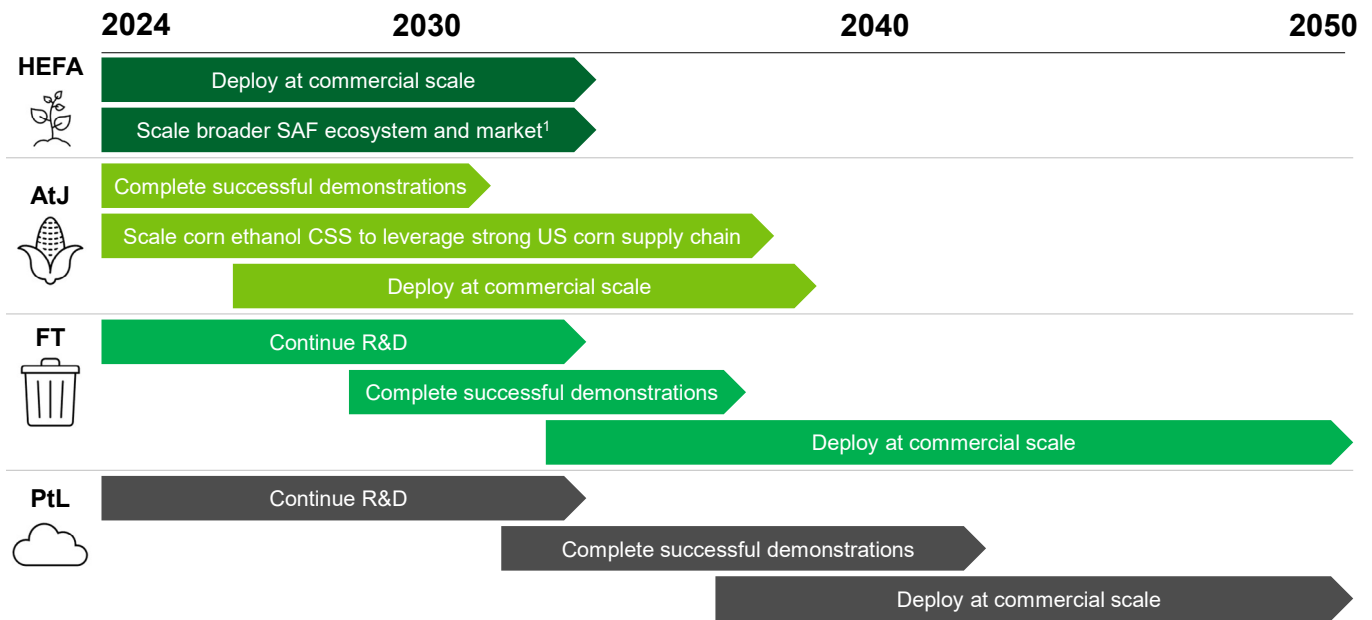 2024 2030 2040 2050
HEFA
Deploy at commercial scale
Scale broader SAF ecosystem and market¹
AtJ
Complete successful demonstrations
Scale corn ethanol CSS to leverage strong US corn supply chain
Deploy at commercial scale
FT
Continue R&D
Complete successful demonstrations
Deploy at commercial scale
PtL
Continue R&D
Complete successful demonstrations
Deploy at commercial scale